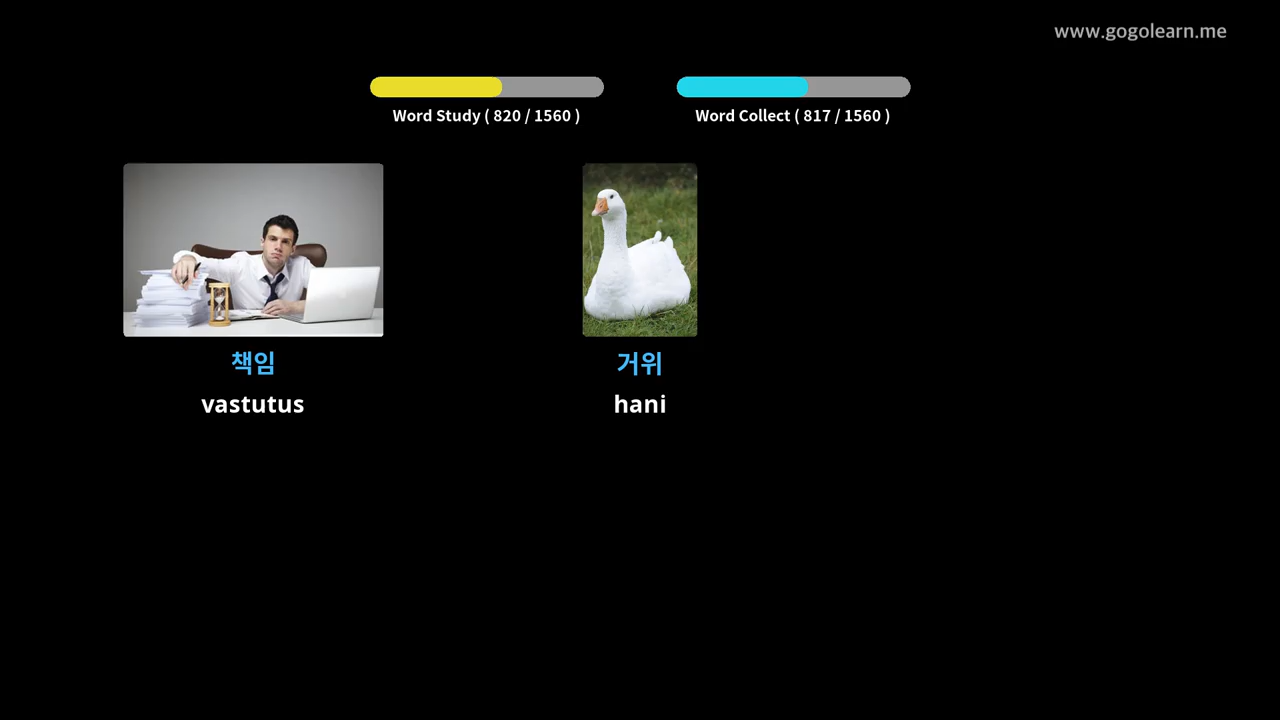 www.gogolearn.me
Word Study ( 820 / 1560 )
Word Collect ( 817 / 1560 )
책임
vastutus
거위
hani